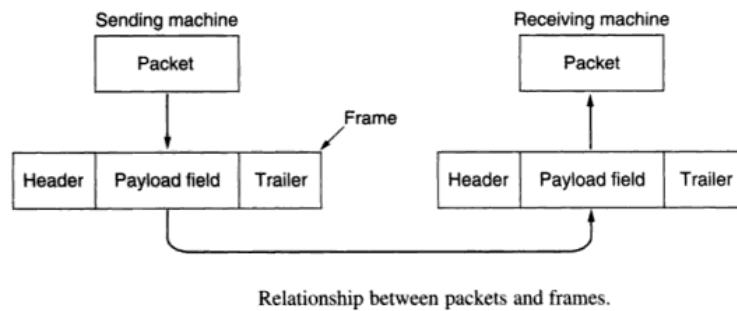 Sending machine
Receiving machine
Packet
Packet
Frame
Header Payload field Trailer
Header Payload field Trailer
Relationship between packets and frames.